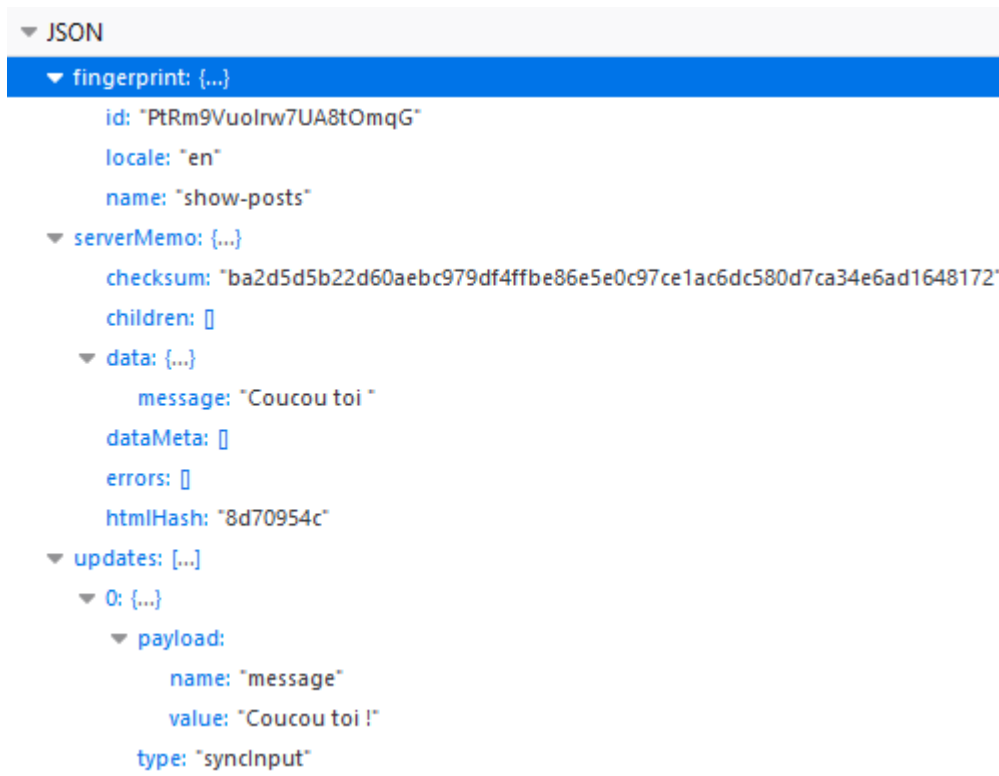 JSON
fingerprint: {...}
id: "PtRm9VuoIrw7UA8tOmqG"
locale: "en"
name: "show-posts"
serverMemo: {...}
checksum: "ba2d5d5b22d60aebc979df4ffbe86e5e0c97ce1ac6dc580d7ca34e6ad1648172"
children: []
data: {...}
message: "Coucou toi "
dataMeta: []
errors: []
htmlHash: "8d70954c"
updates: [...]
0: {...}
payload:
name: "message"
value: "Coucou toi !"
type: "syncInput"